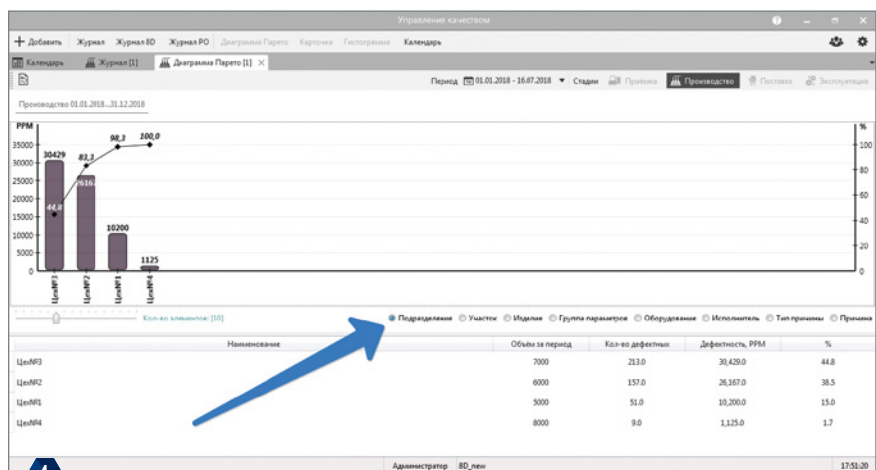 Управление качеством
Добавить Журнал Журнал 8D Журнал РО Диаграмма Парето Карточка Гистограмма Календарь
Календарь Журнал [1] Диаграмма Парето [1]
Период 01.01.2018 - 16.07.2018 Стадии Приёмка Производство Поставка Эксплуатация
Производство 01.01.2018...31.12.2018
PPM %
35000
30000
25000
20000
15000
10000
5000
0
100
80
60
40
20
0
30429 83,3 98,3 100,0
44,8
10200
1125
Цех№3 Цех№2 Цех№1 Цех№4
Кол-во элементов: [10]
Подразделение Участок Изделие Группа параметров Оборудование Исполнитель Тип причины Причина
Наименование Объём за период Кол-во дефектных Дефектность, PPM %
Цех№3 7000 213.0 30,429.0 44.8
Цех№2 6000 157.0 26,167.0 38.5
Цех№1 5000 51.0 10,200.0 15.0
Цех№4 8000 9.0 1,125.0 1.7
Администратор 8D_new 17:51:20